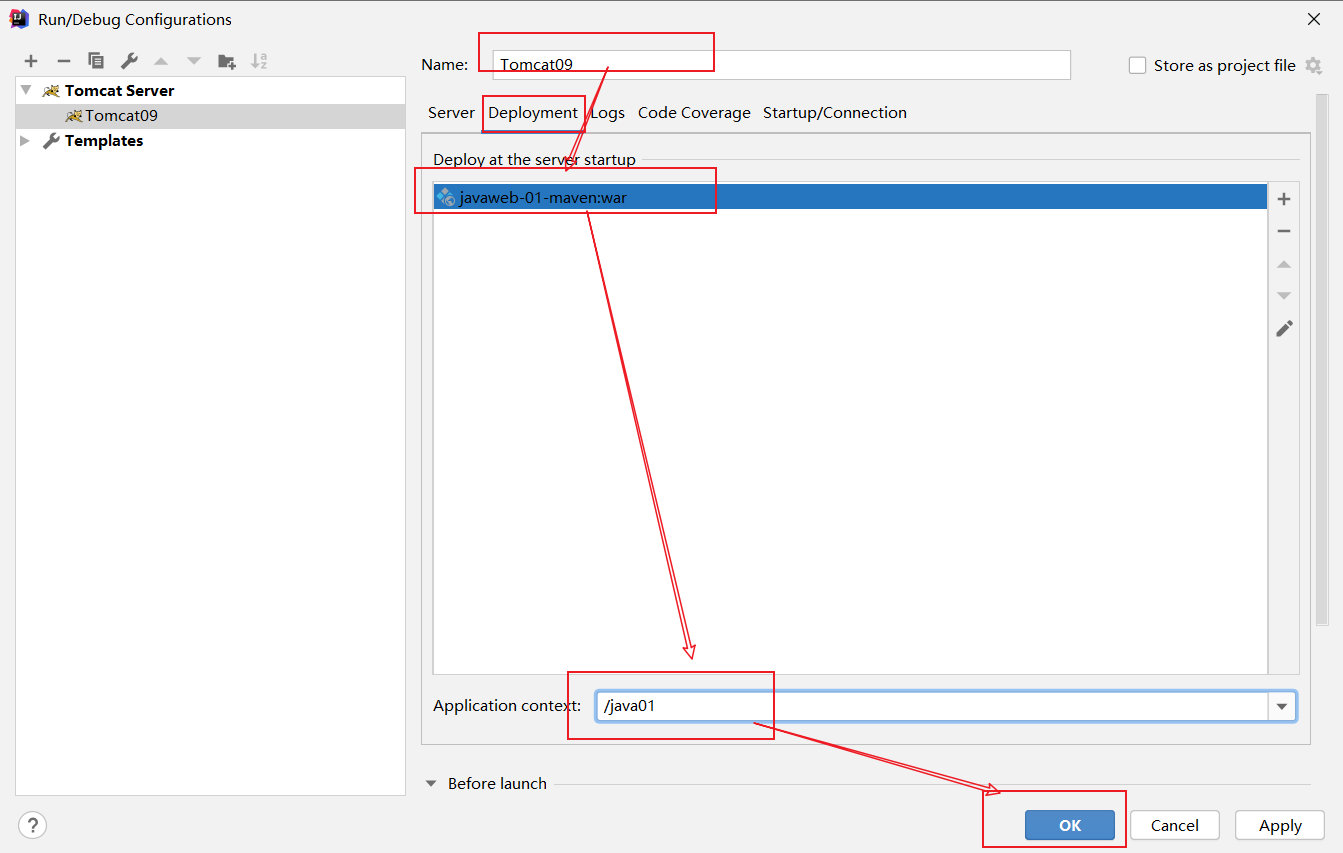 Run/Debug Configurations
Name: Tomcat09
Store as project file
Tomcat Server
Tomcat09
Templates
Server Deployment Logs Code Coverage Startup/Connection
Deploy at the server startup
javaweb-01-maven:war
Application context: /java01
Before launch
? OK Cancel Apply